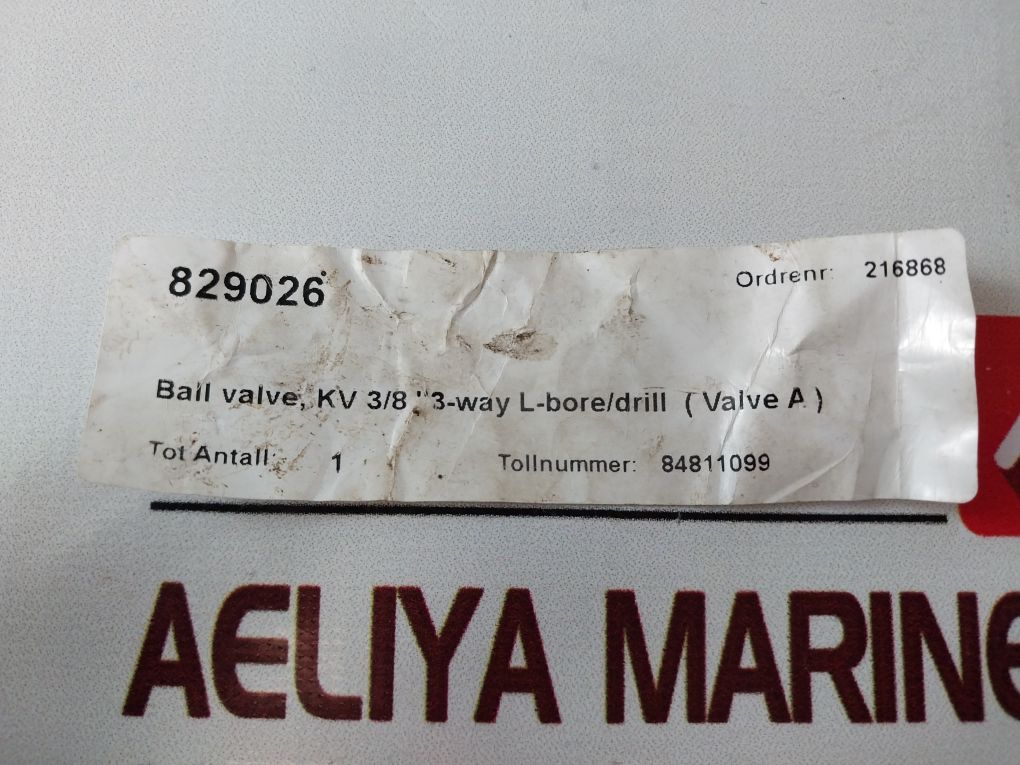 829026
Ordrenr: 216868
Ball valve, KV 3/8 "3-way L-bore/drill ( Valve A )
Tot Antall: 1
Tollnummer: 84811099
AELIYA MARINE